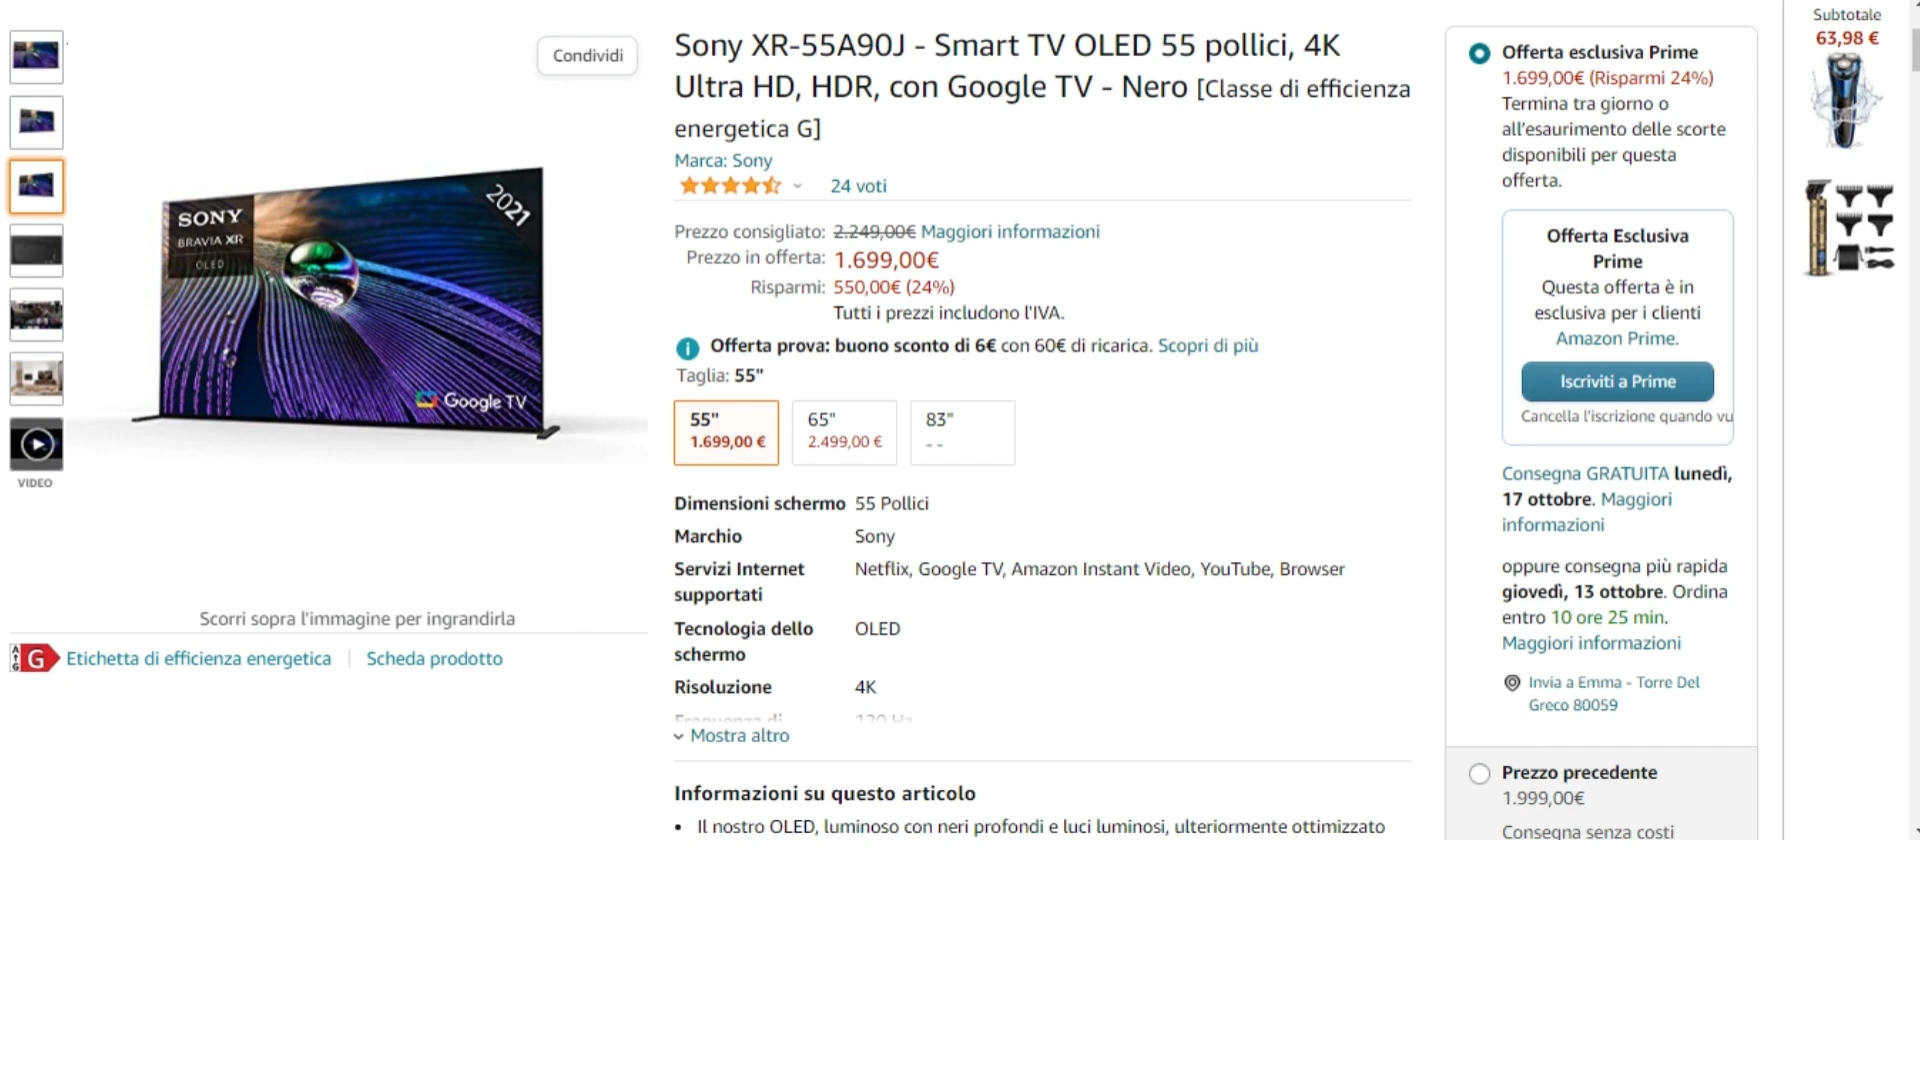 Condividi
SONY
BRAVIA XR
OLED
2021
Google TV
VIDEO
Scorri sopra l'immagine per ingrandirla
A
G
G
Etichetta di efficienza energetica
Scheda prodotto
Sony XR-55A90J - Smart TV OLED 55 pollici, 4K
Ultra HD, HDR, con Google TV - Nero [Classe di efficienza
energetica G]
Marca: Sony
24 voti
Prezzo consigliato: 2.249,00€ Maggiori informazioni
Prezzo in offerta: 1.699,00€
Risparmi: 550,00€ (24%)
Tutti i prezzi includono l'IVA.
i Offerta prova: buono sconto di 6€ con 60€ di ricarica. Scopri di più
Taglia: 55"
55"
1.699,00 €
65"
2.499,00 €
83"
- -
Dimensioni schermo 55 Pollici
Marchio Sony
Servizi Internet Netflix, Google TV, Amazon Instant Video, YouTube, Browser
supportati
Tecnologia dello OLED
schermo
Risoluzione 4K
Frequenza di 120 Hz
Mostra altro
Informazioni su questo articolo
• Il nostro OLED, luminoso con neri profondi e luci luminosi, ulteriormente ottimizzato
Offerta esclusiva Prime
1.699,00€ (Risparmi 24%)
Termina tra giorno o
all’esaurimento delle scorte
disponibili per questa
offerta.
Offerta Esclusiva
Prime
Questa offerta è in
esclusiva per i clienti
Amazon Prime.
Iscriviti a Prime
Cancella l'iscrizione quando vu
Consegna GRATUITA lunedì,
17 ottobre. Maggiori
informazioni
oppure consegna più rapida
giovedì, 13 ottobre. Ordina
entro 10 ore 25 min.
Maggiori informazioni
Invia a Emma - Torre Del
Greco 80059
Prezzo precedente
1.999,00€
Consegna senza costi
Subtotale
63,98 €